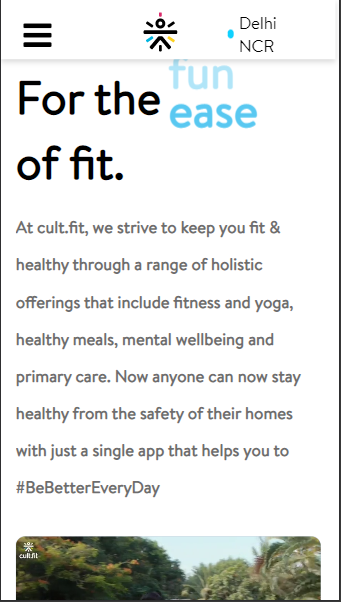 Delhi
NCR
fun
For the ease
of fit.
At cult.fit, we strive to keep you fit &
healthy through a range of holistic
offerings that include fitness and yoga,
healthy meals, mental wellbeing and
primary care. Now anyone can now stay
healthy from the safety of their homes
with just a single app that helps you to
#BeBetterEveryDay
cult.fit